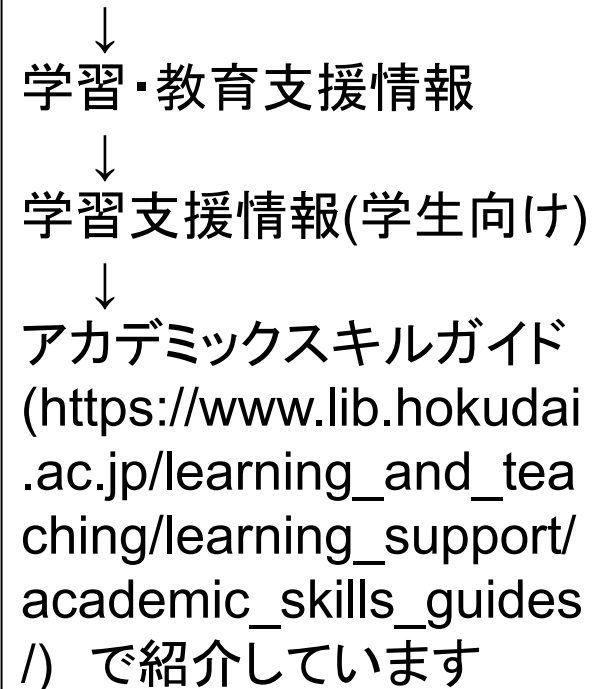 ↓
学習・教育支援情報
↓
学習支援情報(学生向け)
↓
アカデミックスキルガイド
(https://www.lib.hokudai
.ac.jp/learning_and_tea
ching/learning_support/
academic_skills_guides
/) で紹介しています